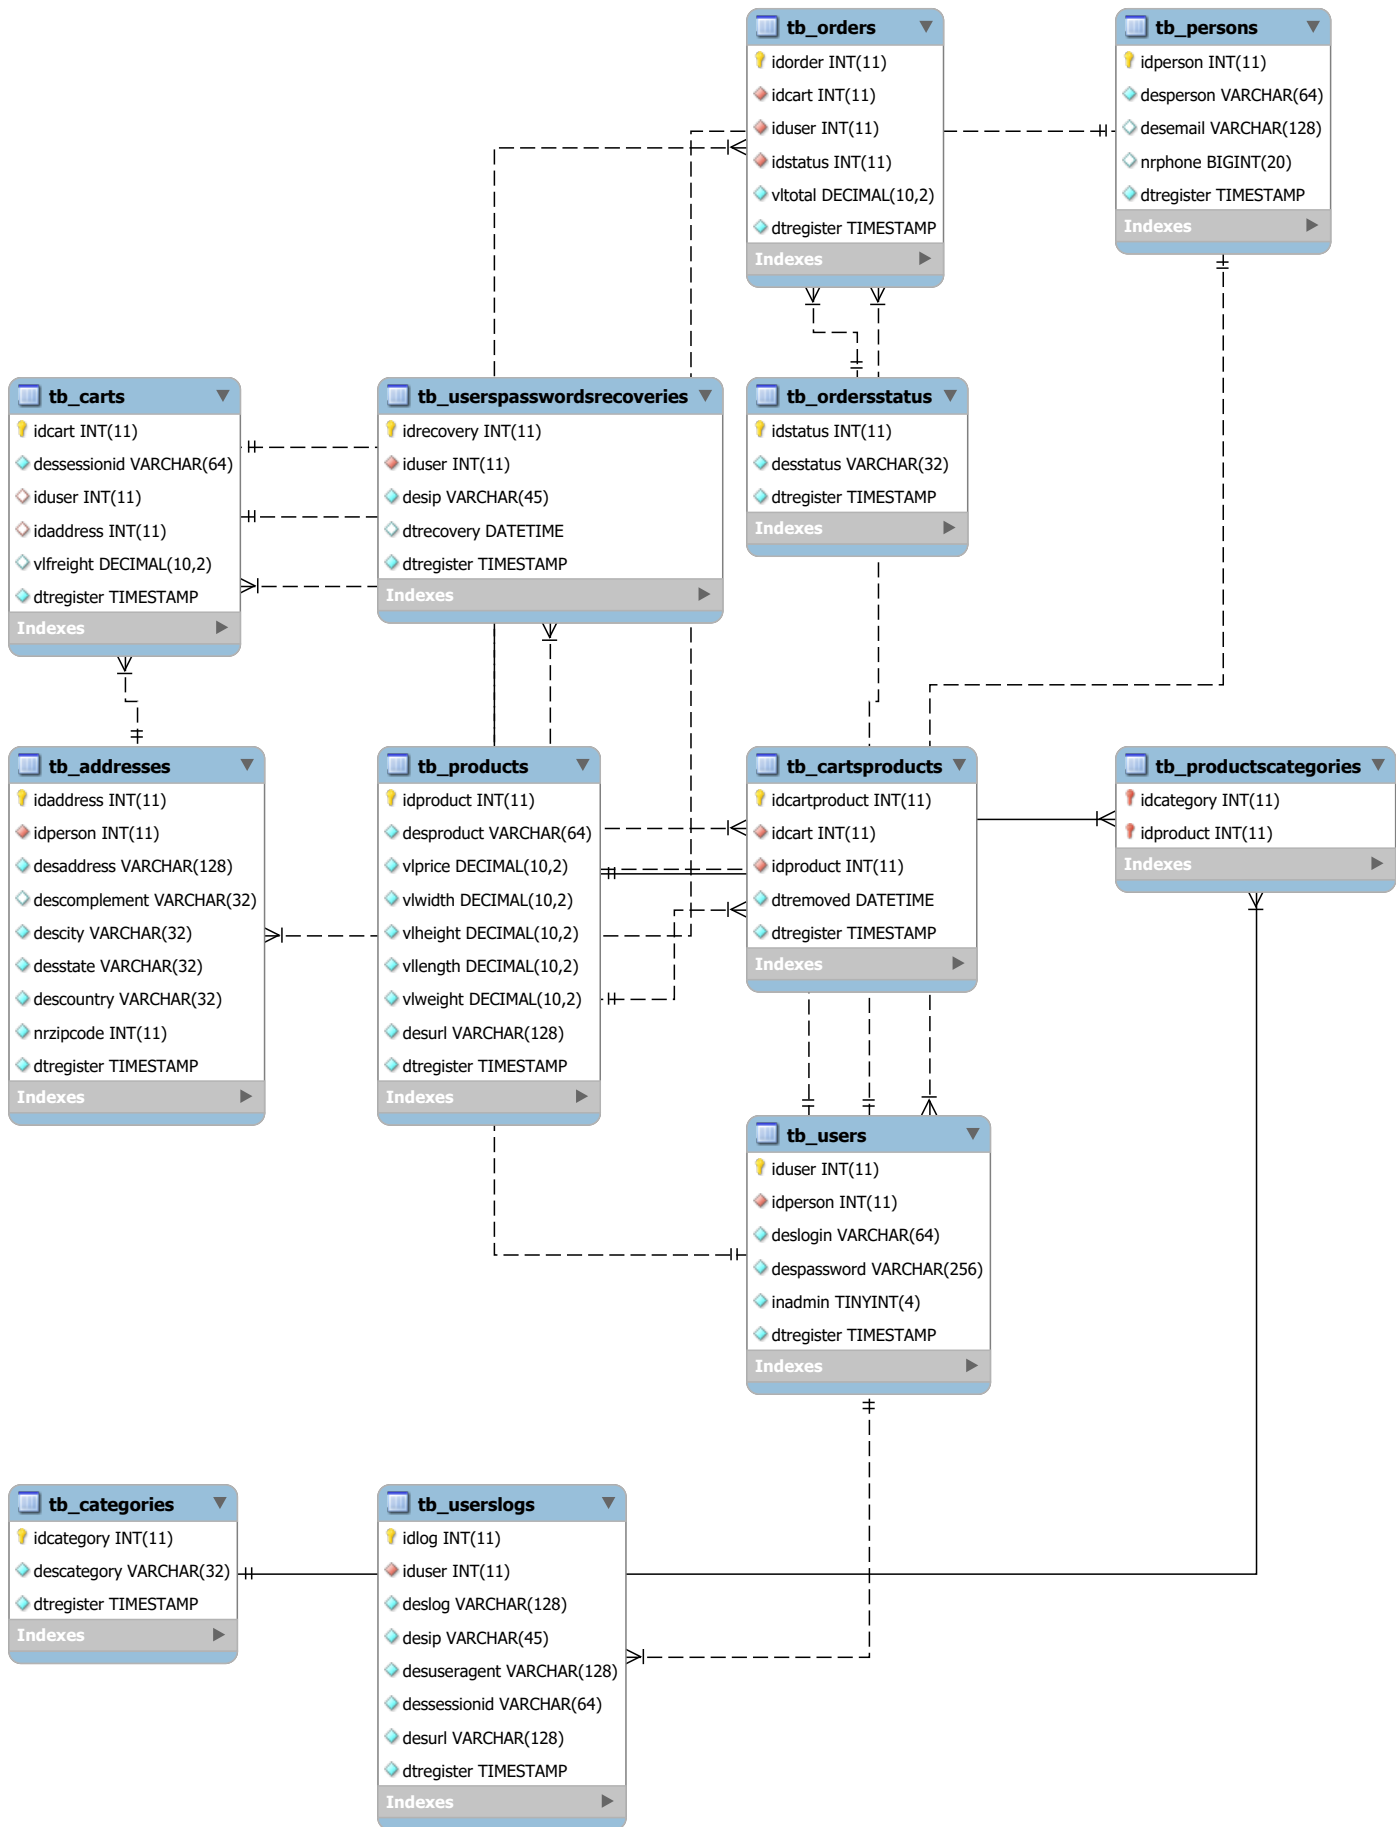 tb_orders
idorder INT(11)
idcart INT(11)
iduser INT(11)
idstatus INT(11)
vltotal DECIMAL(10,2)
dtregister TIMESTAMP
Indexes
tb_persons
idperson INT(11)
desperson VARCHAR(64)
desemail VARCHAR(128)
nrphone BIGINT(20)
dtregister TIMESTAMP
Indexes
tb_carts
idcart INT(11)
dessessionid VARCHAR(64)
iduser INT(11)
idaddress INT(11)
vlfreight DECIMAL(10,2)
dtregister TIMESTAMP
Indexes
tb_userspasswordsrecoveries
idrecovery INT(11)
iduser INT(11)
desip VARCHAR(45)
dtrecovery DATETIME
dtregister TIMESTAMP
Indexes
tb_ordersstatus
idstatus INT(11)
desstatus VARCHAR(32)
dtregister TIMESTAMP
Indexes
tb_addresses
idaddress INT(11)
idperson INT(11)
desaddress VARCHAR(128)
descomplement VARCHAR(32)
descity VARCHAR(32)
desstate VARCHAR(32)
descountry VARCHAR(32)
nrzipcode INT(11)
dtregister TIMESTAMP
Indexes
tb_products
idproduct INT(11)
desproduct VARCHAR(64)
vlprice DECIMAL(10,2)
vlwidth DECIMAL(10,2)
vlheight DECIMAL(10,2)
vllength DECIMAL(10,2)
vlweight DECIMAL(10,2)
desurl VARCHAR(128)
dtregister TIMESTAMP
Indexes
tb_cartsproducts
idcartproduct INT(11)
idcart INT(11)
idproduct INT(11)
dtremoved DATETIME
dtregister TIMESTAMP
Indexes
tb_productscategories
idcategory INT(11)
idproduct INT(11)
Indexes
tb_users
iduser INT(11)
idperson INT(11)
deslogin VARCHAR(64)
despassword VARCHAR(256)
inadmin TINYINT(4)
dtregister TIMESTAMP
Indexes
tb_categories
idcategory INT(11)
descategory VARCHAR(32)
dtregister TIMESTAMP
Indexes
tb_userslogs
idlog INT(11)
iduser INT(11)
deslog VARCHAR(128)
desip VARCHAR(45)
desuseragent VARCHAR(128)
dessessionid VARCHAR(64)
desurl VARCHAR(128)
dtregister TIMESTAMP
Indexes